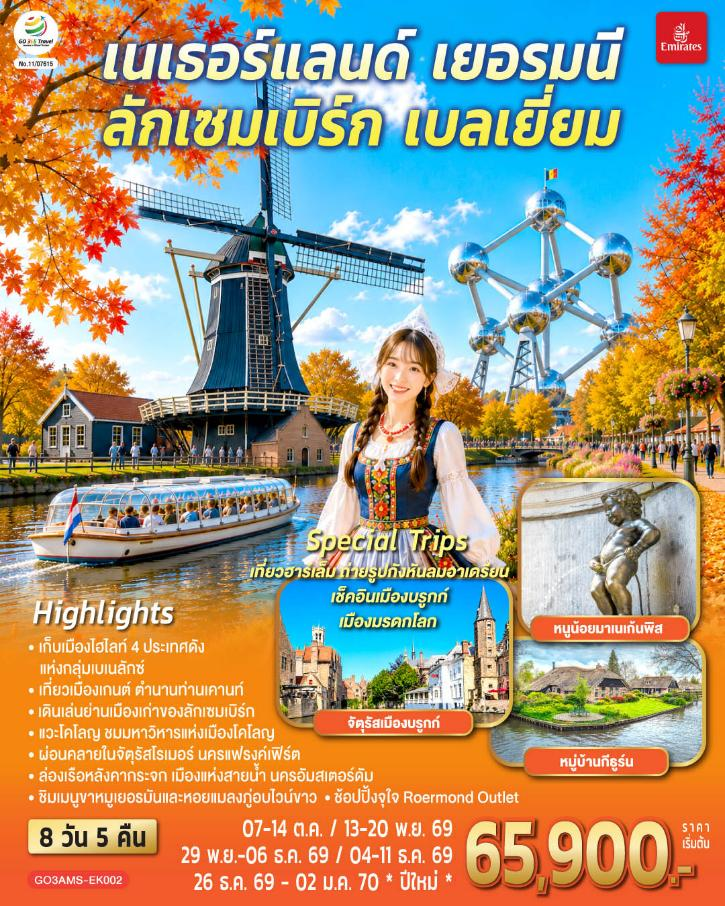 GO 365 Travel
No.11/07615
Emirates
เนเธอร์แลนด์ เยอรมนี
ลักเซมเบิร์ก เบลเยี่ยม
Special Trips
เที่ยวฮาร์เล็ม ถ่ายรูปกังหันลมอาเดรียน
เช็คอินเมืองบรูกก์
เมืองมรดกโลก
หนูน้อยมาเนเก้นพิส
จัตุรัสเมืองบรูกก์
หมู่บ้านกีธูร์น
Highlights
• เก็บเมืองไฮไลท์ 4 ประเทศดัง
แห่งกลุ่มเบเนลักซ์
• เที่ยวเมืองเกนต์ ตำนานท่านเคานท์
• เดินเล่นย่านเมืองเก่าของลักเซมเบิร์ก
• แวะโคโลญ ชมมหาวิหารแห่งเมืองโคโลญ
• ผ่อนคลายในจัตุรัสโรเมอร์ นครแฟรงค์เฟิร์ต
• ล่องเรือหลังคากระจก เมืองแห่งสายน้ำ นครอัมสเตอร์ดัม
• ชิมเมนูขาหมูเยอรมันและหอยแมลงภู่อบไวน์ขาว • ช้อปปิ้งจุใจ Roermond Outlet
8 วัน 5 คืน
GO3AMS-EK002
07-14 ต.ค. / 13-20 พ.ย. 69
29 พ.ย.-06 ธ.ค. 69 / 04-11 ธ.ค. 69
26 ธ.ค. 69 - 02 ม.ค. 70 * ปีใหม่ *
65,900.-
ราคา
เริ่มต้น